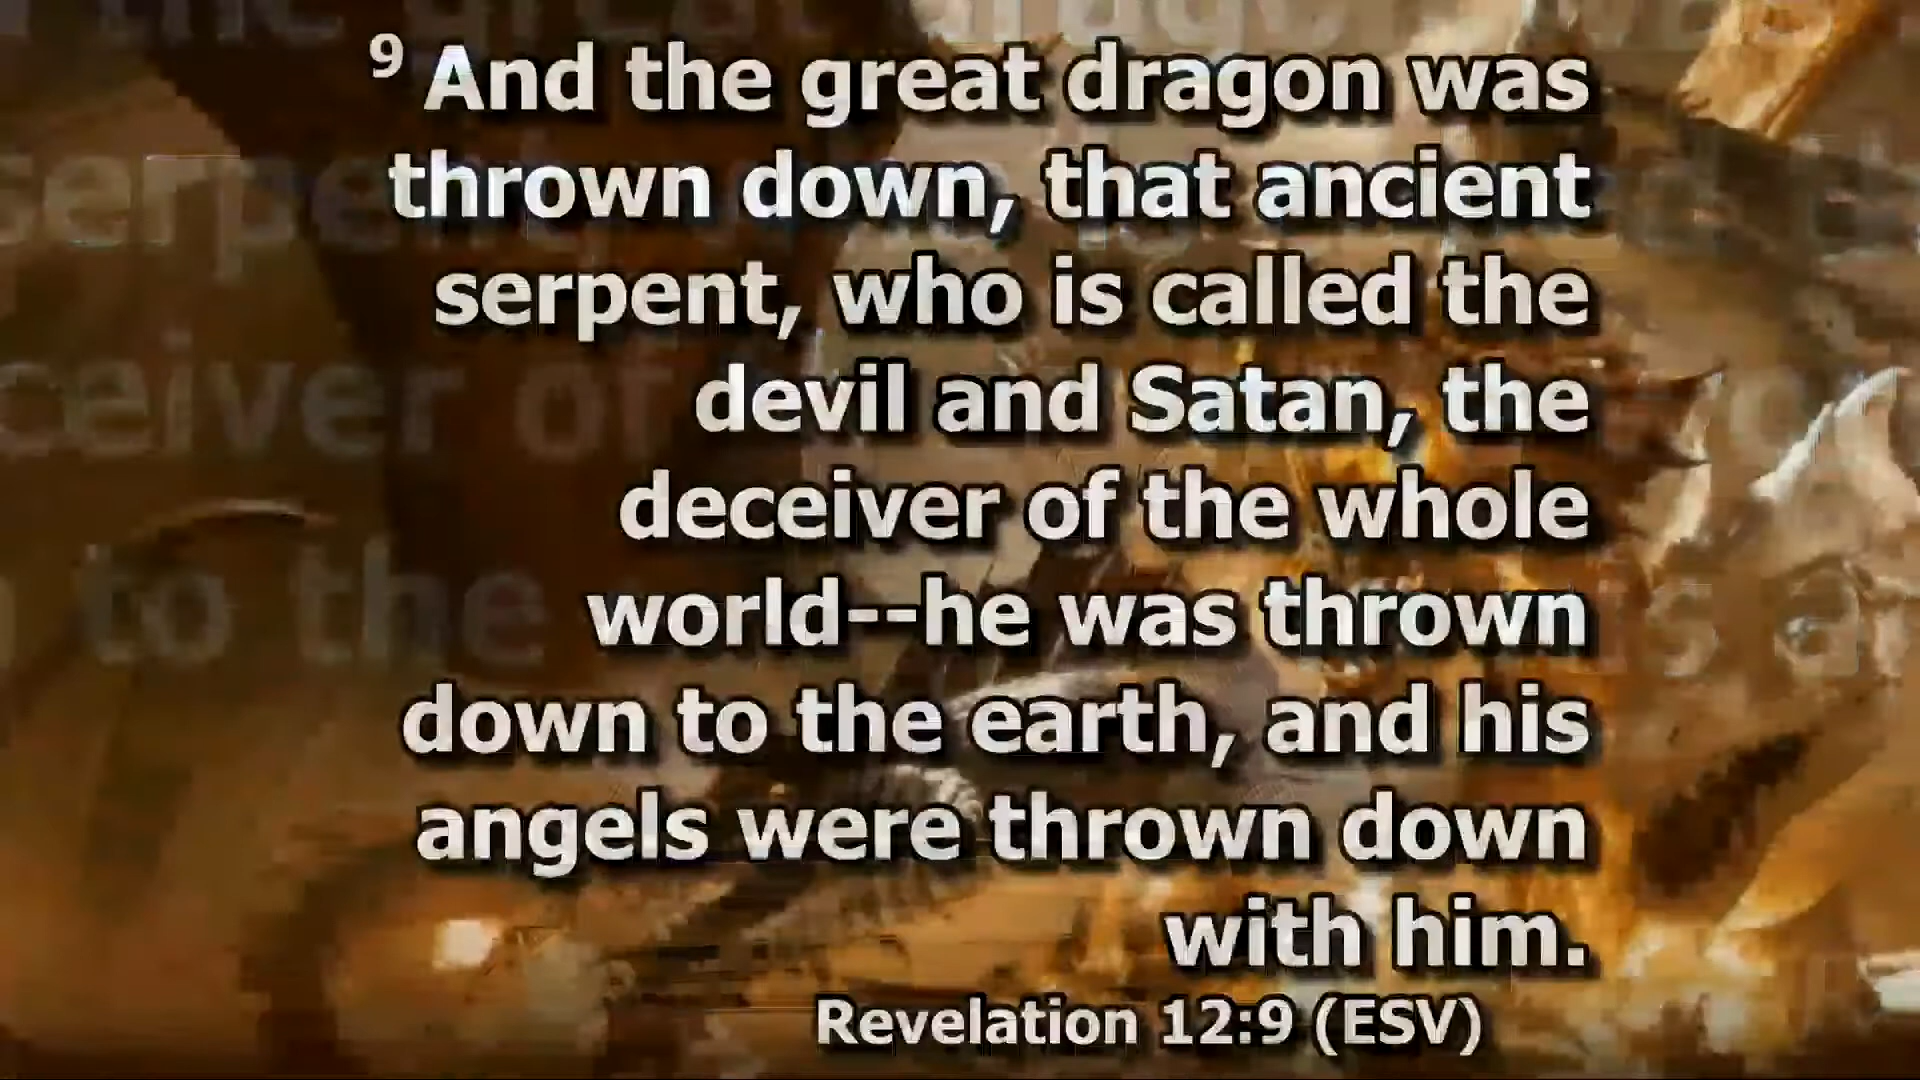 9 And the great dragon was
thrown down, that ancient
serpent, who is called the
devil and Satan, the
deceiver of the whole
world--he was thrown
down to the earth, and his
angels were thrown down
with him.
Revelation 12:9 (ESV)